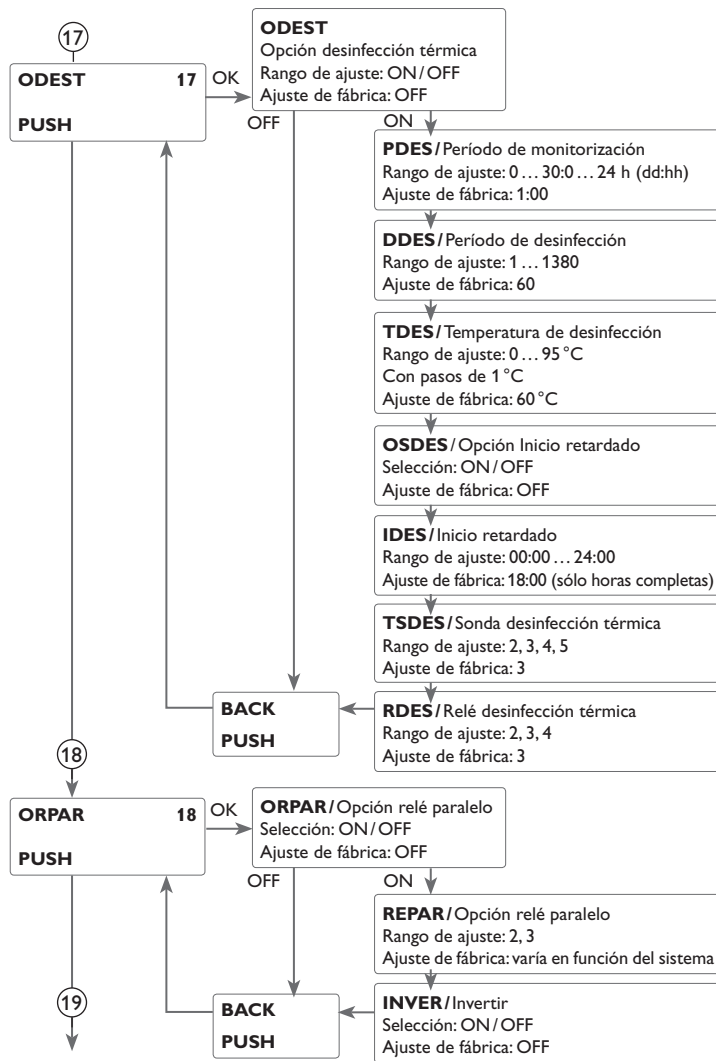 17
ODEST 17
PUSH
OK
ODEST
Opción desinfección térmica
Rango de ajuste: ON/OFF
Ajuste de fábrica: OFF
OFF
ON
PDES/Período de monitorización
Rango de ajuste: 0…30:0…24 h (dd:hh)
Ajuste de fábrica: 1:00
DDES/Período de desinfección
Rango de ajuste: 1…1380
Ajuste de fábrica: 60
TDES/Temperatura de desinfección
Rango de ajuste: 0…95 °C
Con pasos de 1 °C
Ajuste de fábrica: 60 °C
OSDES/Opción Inicio retardado
Selección: ON/OFF
Ajuste de fábrica: OFF
IDES/Inicio retardado
Rango de ajuste: 00:00…24:00
Ajuste de fábrica: 18:00 (sólo horas completas)
TSDES/Sonda desinfección térmica
Rango de ajuste: 2, 3, 4, 5
Ajuste de fábrica: 3
RDES/Relé desinfección térmica
Rango de ajuste: 2, 3, 4
Ajuste de fábrica: 3
BACK
PUSH
18
ORPAR 18
PUSH
OK
ORPAR/Opción relé paralelo
Selección: ON/OFF
Ajuste de fábrica: OFF
OFF
ON
REPAR/Opción relé paralelo
Rango de ajuste: 2, 3
Ajuste de fábrica: varía en función del sistema
INVER/Invertir
Selección: ON/OFF
Ajuste de fábrica: OFF
BACK
PUSH
19